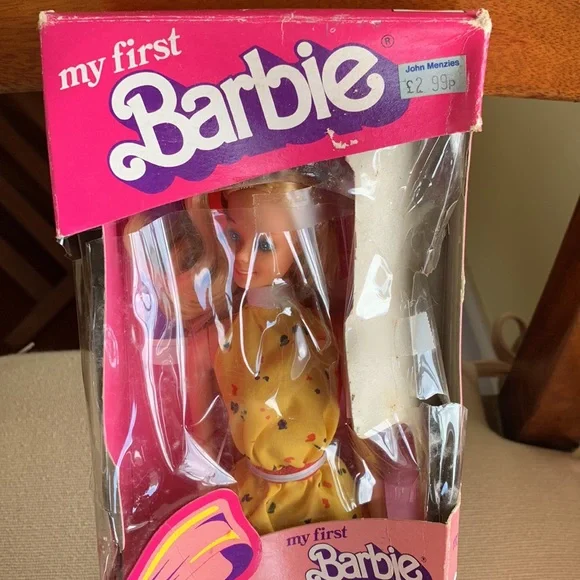 my first
Barbie®
John Menzies
£2 99p
my first
Barbie®